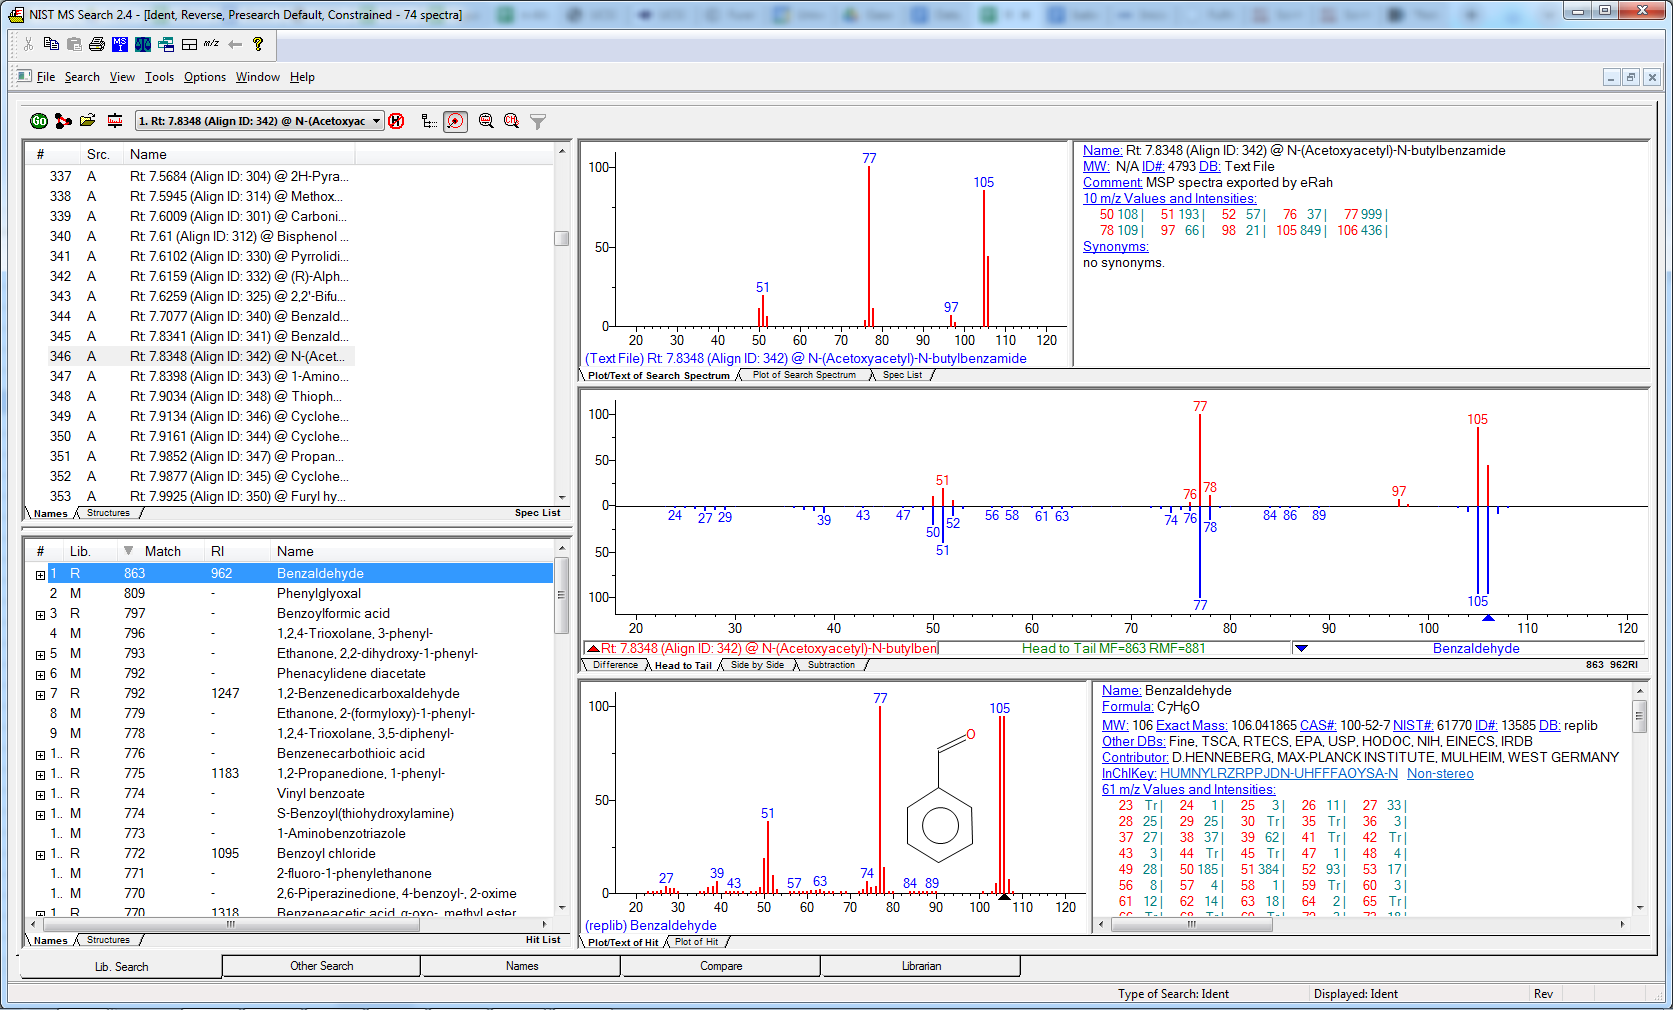 NIST MS Search 2.4 - [Ident, Reverse, Presearch Default, Constrained - 74 spectra]
MS I m/z ?
File Search View Tools Options Window Help
GO 1. Rt: 7.8348 (Align ID: 342) @ N-(Acetoxyac
# Src. Name
337 A Rt: 7.5684 (Align ID: 304) @ 2H-Pyra...
338 A Rt: 7.5945 (Align ID: 314) @ Methox...
339 A Rt: 7.6009 (Align ID: 301) @ Carboni...
340 A Rt: 7.61 (Align ID: 312) @ Bisphenol ...
341 A Rt: 7.6102 (Align ID: 330) @ Pyrrolidi...
342 A Rt: 7.6159 (Align ID: 332) @ (R)-Alph...
343 A Rt: 7.6259 (Align ID: 325) @ 2,2'-Bifu...
344 A Rt: 7.7077 (Align ID: 340) @ Benzald...
345 A Rt: 7.8341 (Align ID: 341) @ Benzald...
346 A Rt: 7.8348 (Align ID: 342) @ N-(Acet...
347 A Rt: 7.8398 (Align ID: 343) @ 1-Amino...
348 A Rt: 7.9034 (Align ID: 348) @ Thioph...
349 A Rt: 7.9134 (Align ID: 346) @ Cyclohe...
350 A Rt: 7.9161 (Align ID: 344) @ Cyclohe...
351 A Rt: 7.9852 (Align ID: 347) @ Propan...
352 A Rt: 7.9877 (Align ID: 345) @ Cyclohe...
353 A Rt: 7.9925 (Align ID: 350) @ Furyl hy...
Names Structures Spec List
# Lib. Match RI Name
1 R 863 962 Benzaldehyde
2 M 809 - Phenylglyoxal
3 R 797 - Benzoylformic acid
4 M 796 - 1,2,4-Trioxolane, 3-phenyl-
5 M 793 - Ethanone, 2,2-dihydroxy-1-phenyl-
6 M 792 - Phenacylidene diacetate
7 R 792 1247 1,2-Benzenedicarboxaldehyde
8 M 779 - Ethanone, 2-(formyloxy)-1-phenyl-
9 M 778 - 1,2,4-Trioxolane, 3,5-diphenyl-
1.. R 776 - Benzenecarbothioic acid
1.. R 775 1183 1,2-Propanedione, 1-phenyl-
1.. R 774 - Vinyl benzoate
1.. M 774 - S-Benzoyl(thiohydroxylamine)
1.. M 773 - 1-Aminobenzotriazole
1.. R 772 1095 Benzoyl chloride
1.. M 771 - 2-fluoro-1-phenylethanone
1.. M 770 - 2,6-Piperazinedione, 4-benzoyl-, 2-oxime
1.. R 770 1318 Benzeneacetic acid, α-oxo-, methyl ester
Names Structures Hit List
100 77 105
50 51 97
0
20 30 40 50 60 70 80 90 100 110 120
(Text File) Rt: 7.8348 (Align ID: 342) @ N-(Acetoxyacetyl)-N-butylbenzamide
Plot/Text of Search Spectrum Plot of Search Spectrum Spec List
Name: Rt: 7.8348 (Align ID: 342) @ N-(Acetoxyacetyl)-N-butylbenzamide
MW: N/A ID#: 4793 DB: Text File
Comment: MSP spectra exported by eRah
10 m/z Values and Intensities:
50 108 | 51 193 | 52 57 | 76 37 | 77 999 |
78 109 | 97 66 | 98 21 | 105 849 | 106 436 |
Synonyms:
no synonyms.
100 77 105
50 51 76 78 97
0
24 27 29 39 43 47 50 52 56 58 61 63 74 76 78 84 86 89
50 51
100 77 105
20 30 40 50 60 70 80 90 100 110 120
Rt: 7.8348 (Align ID: 342) @ N-(Acetoxyacetyl)-N-butylben Head to Tail MF=863 RMF=881 Benzaldehyde
Difference Head to Tail Side by Side Subtraction 863 962RI
100 77 105
50 51 O
0 27 39 43 57 63 74 84 89
20 30 40 50 60 70 80 90 100 110 120
(replib) Benzaldehyde
Plot/Text of Hit Plot of Hit
Name: Benzaldehyde
Formula: C7H6O
MW: 106 Exact Mass: 106.041865 CAS#: 100-52-7 NIST#: 61770 ID#: 13585 DB: replib
Other DBs: Fine, TSCA, RTECS, EPA, USP, HODOC, NIH, EINECS, IRDB
Contributor: D.HENNEBERG, MAX-PLANCK INSTITUTE, MULHEIM, WEST GERMANY
InChIKey: HUMNYLRZRPPJDN-UHFFFAOYSA-N Non-stereo
61 m/z Values and Intensities:
23 Tr | 24 1 | 25 3 | 26 11 | 27 33 |
28 25 | 29 25 | 30 Tr | 35 Tr | 36 3 |
37 27 | 38 37 | 39 62 | 41 Tr | 42 Tr |
43 3 | 44 Tr | 45 Tr | 47 1 | 48 4 |
49 28 | 50 185 | 51 384 | 52 93 | 53 17 |
56 8 | 57 4 | 58 1 | 59 Tr | 60 3 |
61 12 | 62 14 | 63 18 | 64 2 | 65 Tr |
Lib. Search Other Search Names Compare Librarian
Type of Search: Ident Displayed: Ident Rev